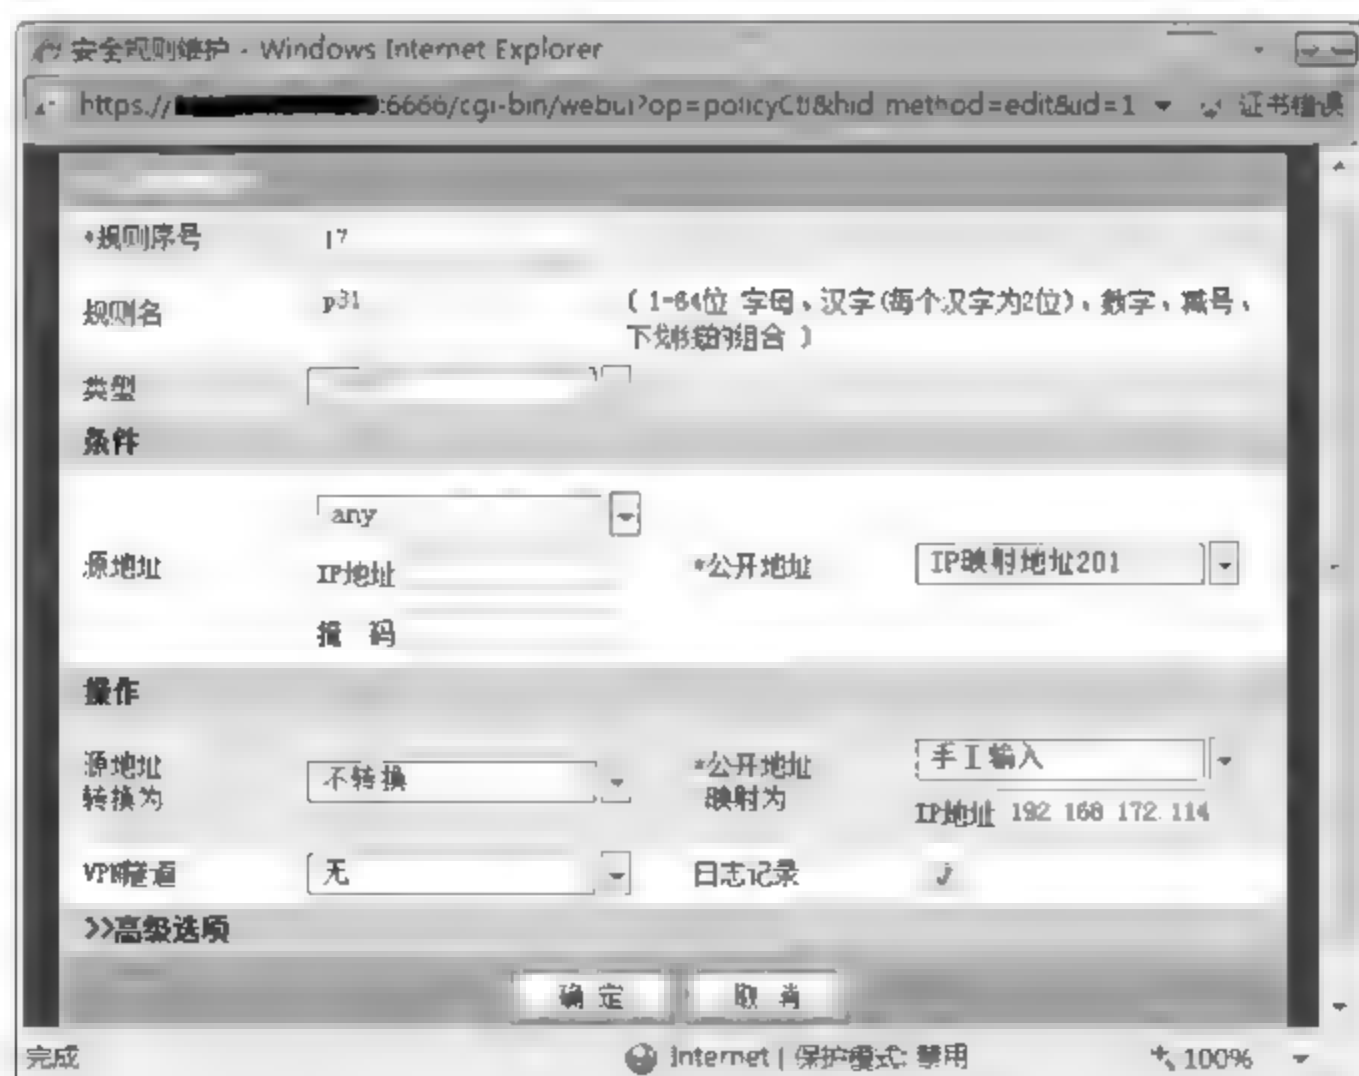 安全规则维护 - Windows Internet Explorer
https:// :6666/cgi-bin/webui?op=policyCtl&hid method=edit&id=1 证书错误
*规则序号 17
规则名 p31 (1-64位 字母、汉字(每个汉字为2位)、数字、减号、
下划线的组合 )
类型
条件
any
源地址 IP地址 *公开地址 IP映射地址201
掩 码
操作
源地址 不转换 *公开地址 手工输入
转换为 映射为 IP地址 192 168 172.114
VPN隧道 无 日志记录
>>高级选项
确 定 取 消
完成 Internet | 保护模式: 禁用 100%